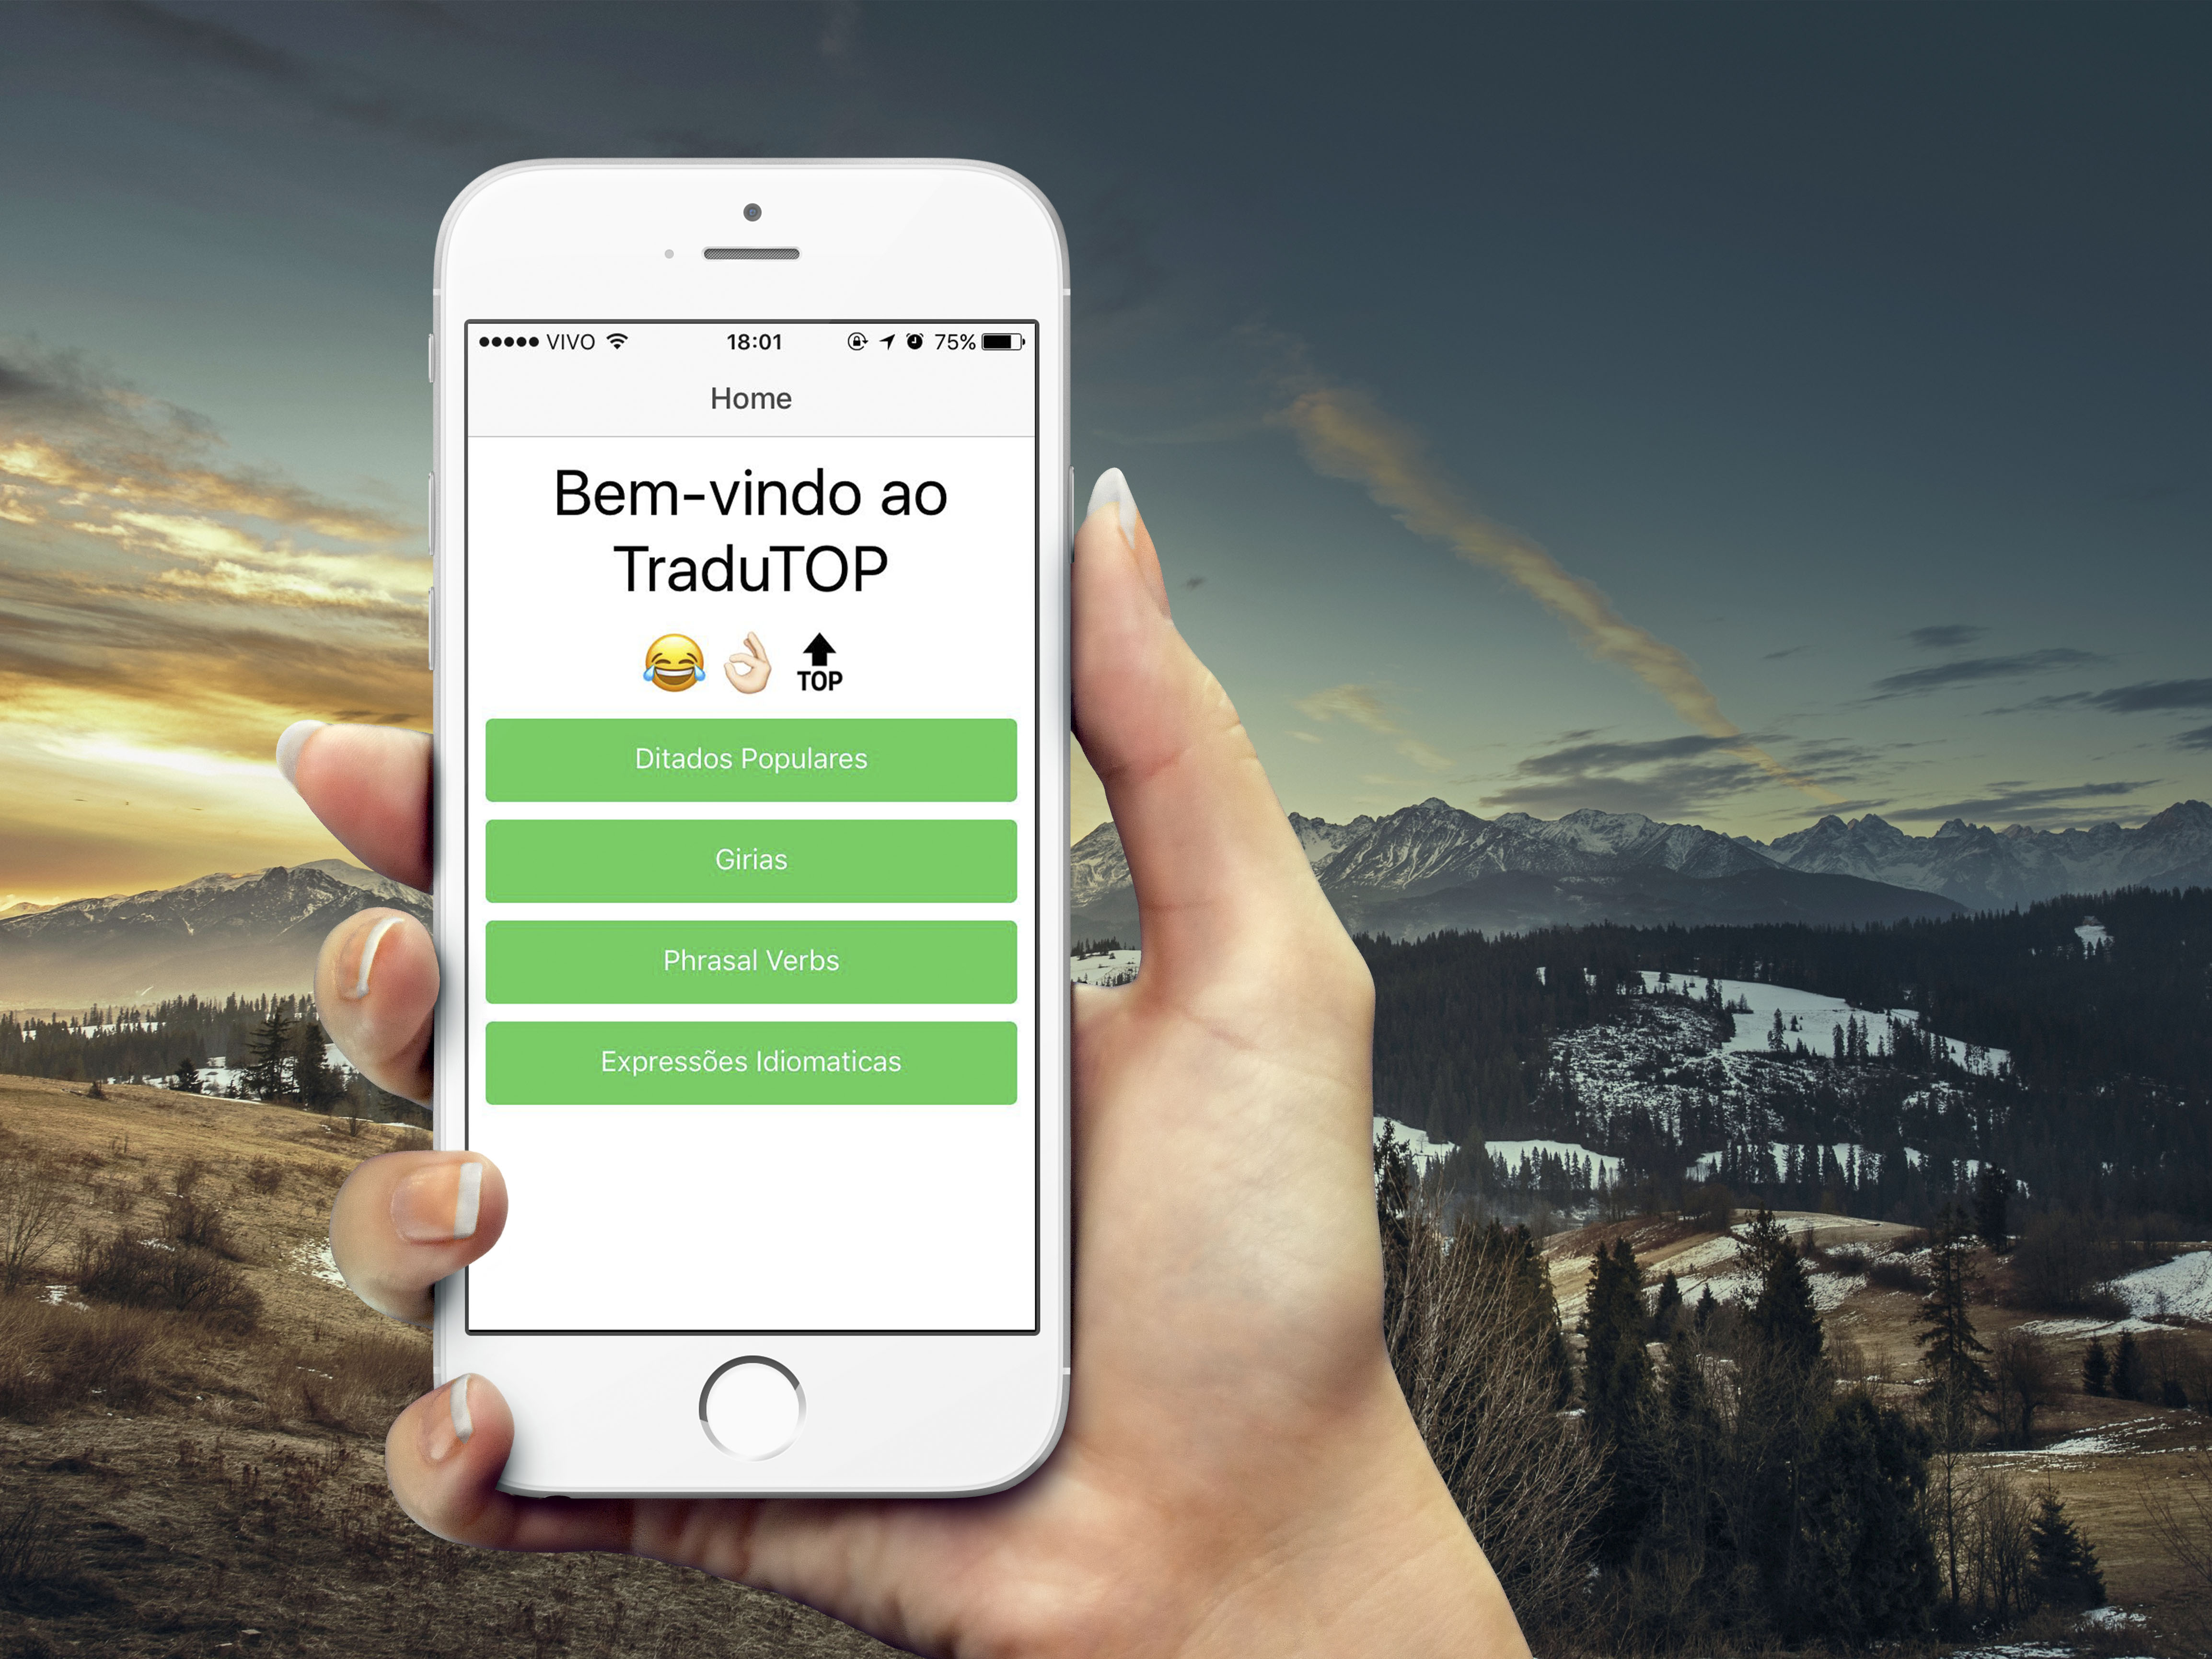 ●●●●● VIVO 18:01 75%
Home
Bem-vindo ao
TraduTOP
😂 👌🏻 🔝 TOP
Ditados Populares
Girias
Phrasal Verbs
Expressões Idiomaticas